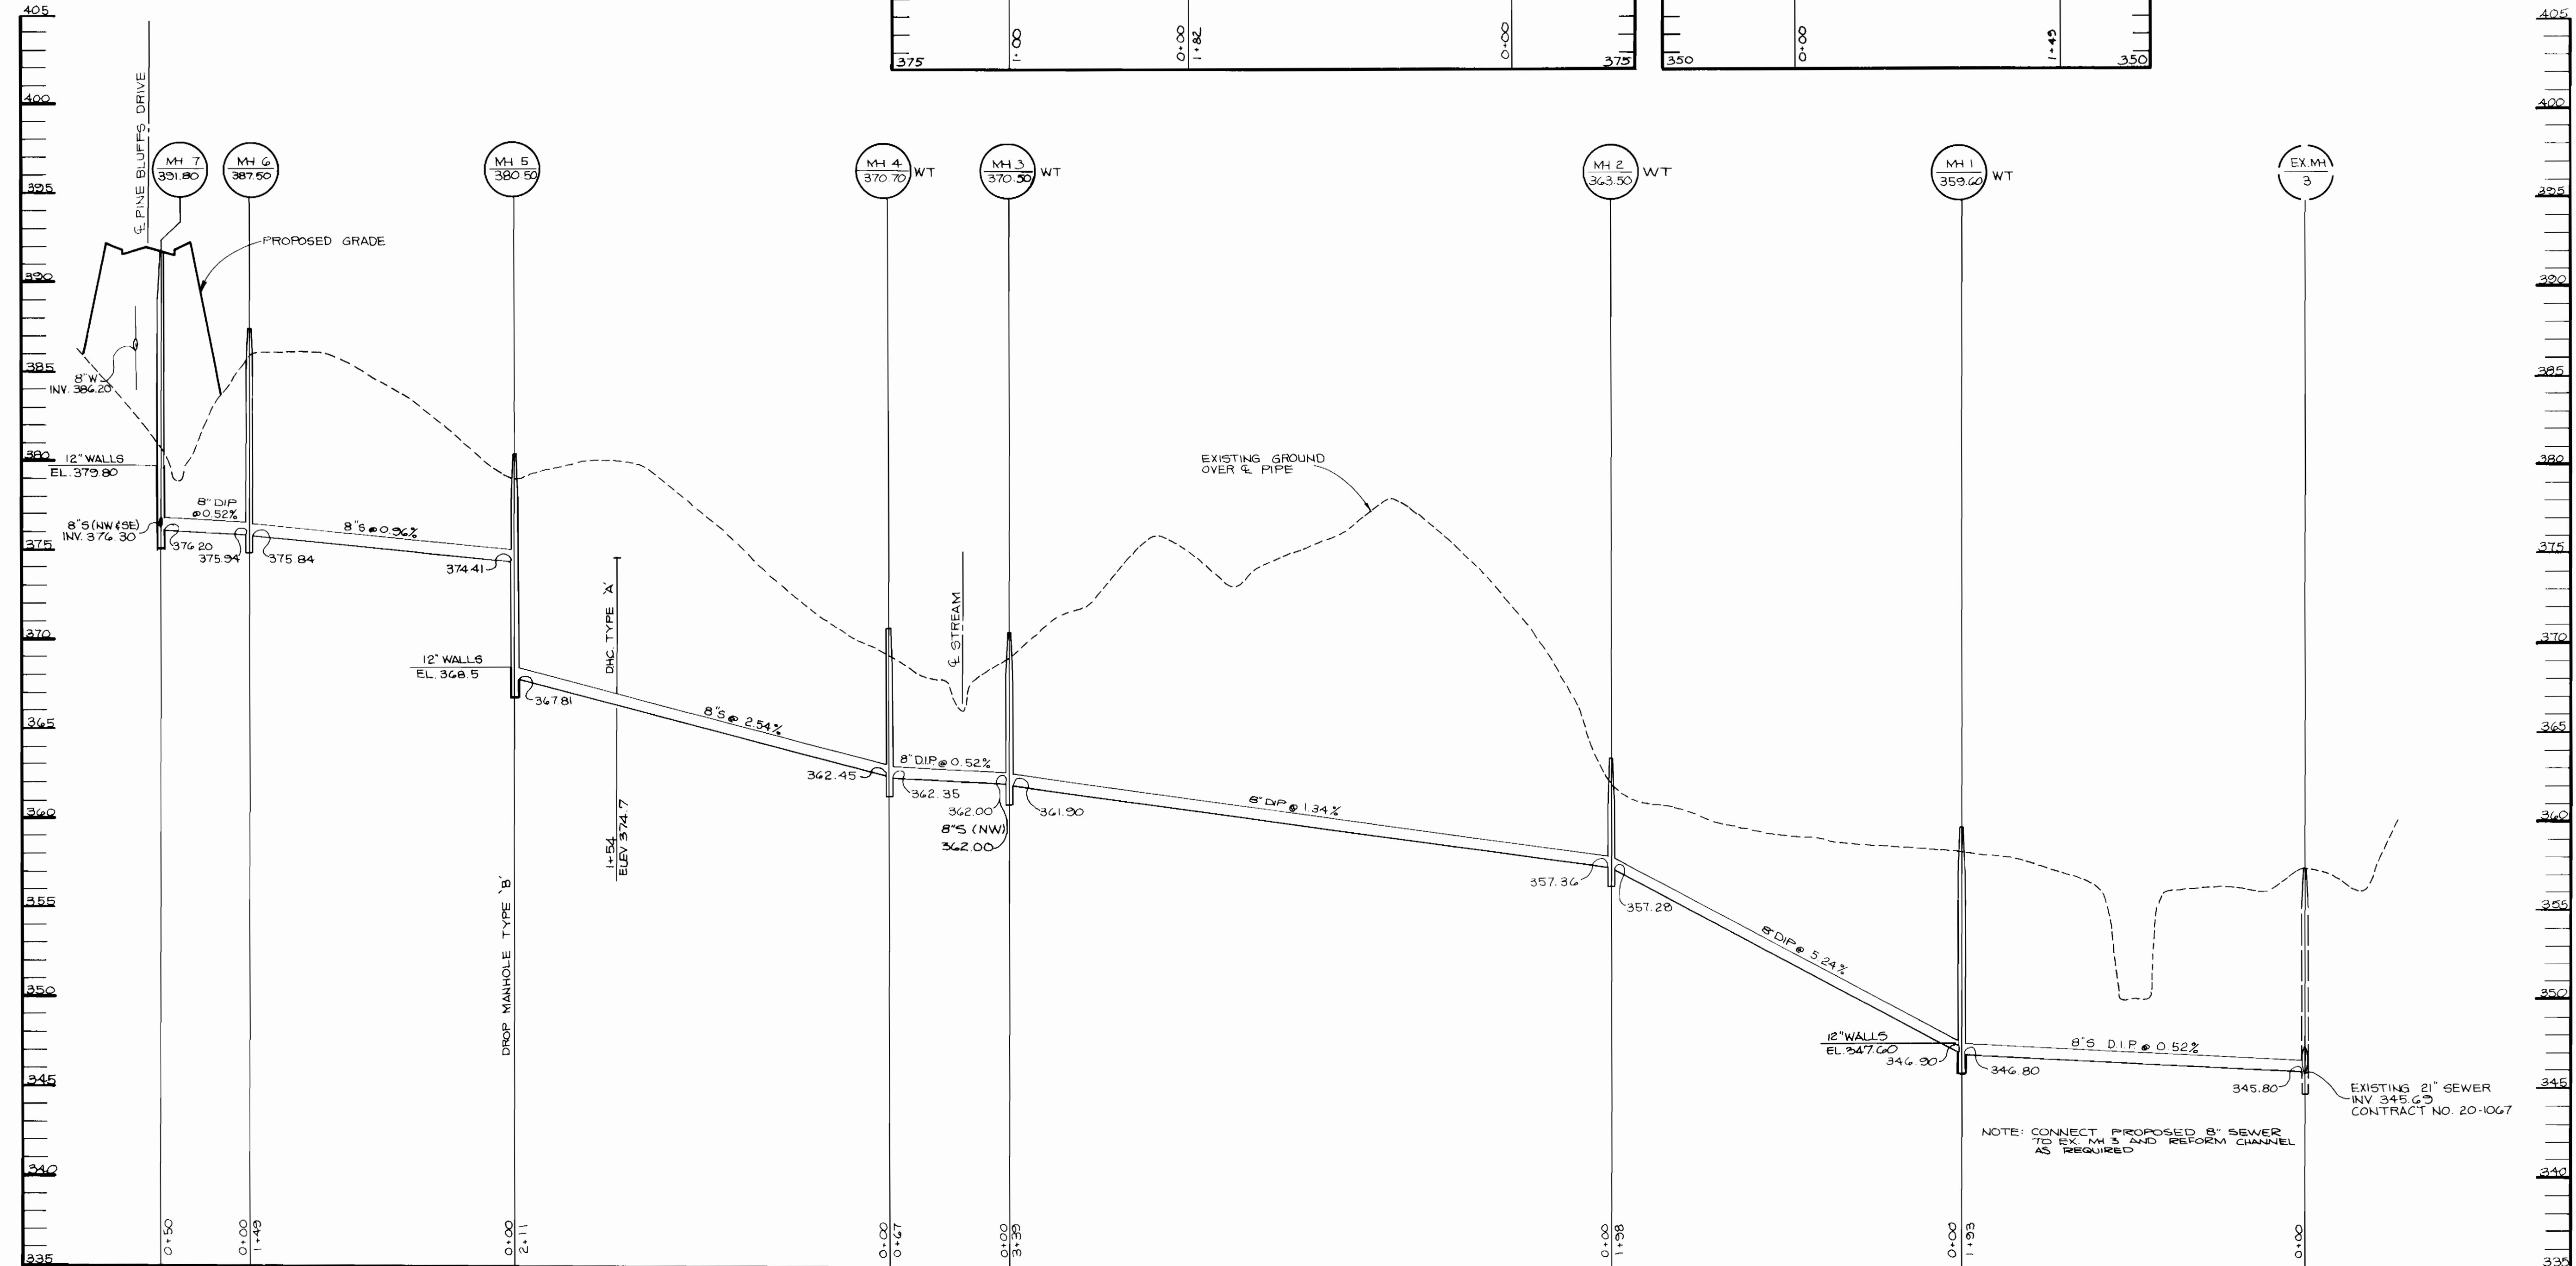 405
405
1+00
0+00
1+82
0+00
375
375
0+00
1+49
350
350
℄ PINE BLUFFS DRIVE
400
400
MH 7
391.80
MH 6
387.50
MH 5
380.50
MH 4
370.70
WT
MH 3
370.50
WT
MH 2
363.50
WT
MH 1
359.60
WT
EX. MH
3
395
395
PROPOSED GRADE
390
390
385
385
8"W
INV. 386.20
380
380
12" WALLS
EL. 379.80
EXISTING GROUND
OVER ℄ PIPE
8" DIP
@ 0.52%
8"S @ 0.96%
8"S (NW & SE)
INV. 376.30
376.20
375.94
375.84
374.41
375
375
DHC. TYPE 'A'
℄ STREAM
370
370
12" WALLS
EL. 368.5
367.81
8"S @ 2.54%
365
365
362.45
8" D.I.P. @ 0.52%
362.35
362.00
8"S (NW)
362.00
361.90
8" DIP @ 1.34%
1+54
ELEV 374.7
360
360
357.36
357.28
DROP MANHOLE TYPE 'B'
355
355
8" DIP @ 5.24%
350
350
12" WALLS
EL. 347.60
346.90
346.80
8"S D.I.P. @ 0.52%
345
345
345.80
EXISTING 21" SEWER
INV 345.69
CONTRACT NO. 20-1067
NOTE: CONNECT PROPOSED 8" SEWER
TO EX. MH 3 AND REFORM CHANNEL
AS REQUIRED
340
340
0+50
0+00
1+49
0+00
2+11
0+00
0+67
0+00
3+39
0+00
1+98
0+00
1+93
0+00
335
335